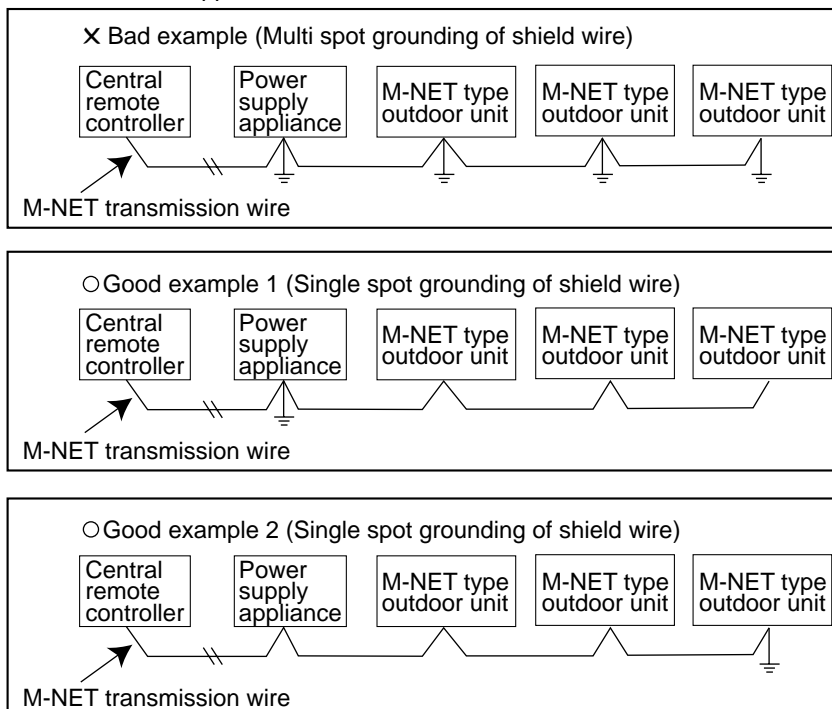 ✕ Bad example (Multi spot grounding of shield wire)
Central
remote
controller
Power
supply
appliance
M-NET type
outdoor unit
M-NET type
outdoor unit
M-NET type
outdoor unit
M-NET transmission wire
○Good example 1 (Single spot grounding of shield wire)
Central
remote
controller
Power
supply
appliance
M-NET type
outdoor unit
M-NET type
outdoor unit
M-NET type
outdoor unit
M-NET transmission wire
○Good example 2 (Single spot grounding of shield wire)
Central
remote
controller
Power
supply
appliance
M-NET type
outdoor unit
M-NET type
outdoor unit
M-NET type
outdoor unit
M-NET transmission wire